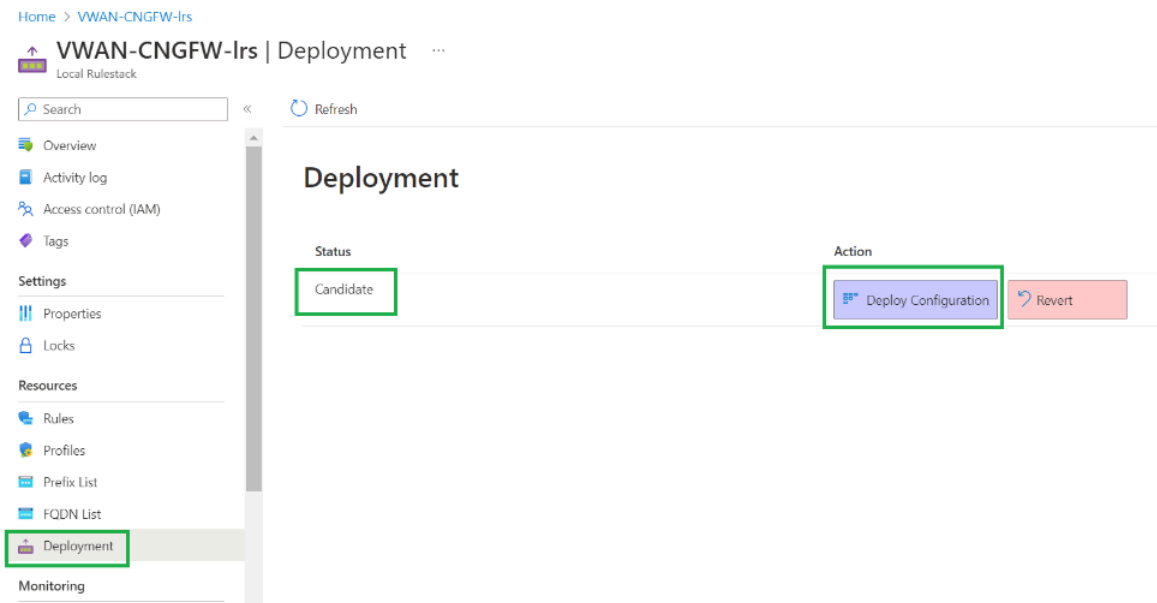 Home > VWAN-CNGFW-lrs
VWAN-CNGFW-lrs | Deployment ...
Local Rulestack
Search «
Refresh
Overview
Activity log
Access control (IAM)
Tags
Settings
Properties
Locks
Resources
Rules
Profiles
Prefix List
FQDN List
Deployment
Monitoring
Deployment
Status Action
Candidate Deploy Configuration Revert